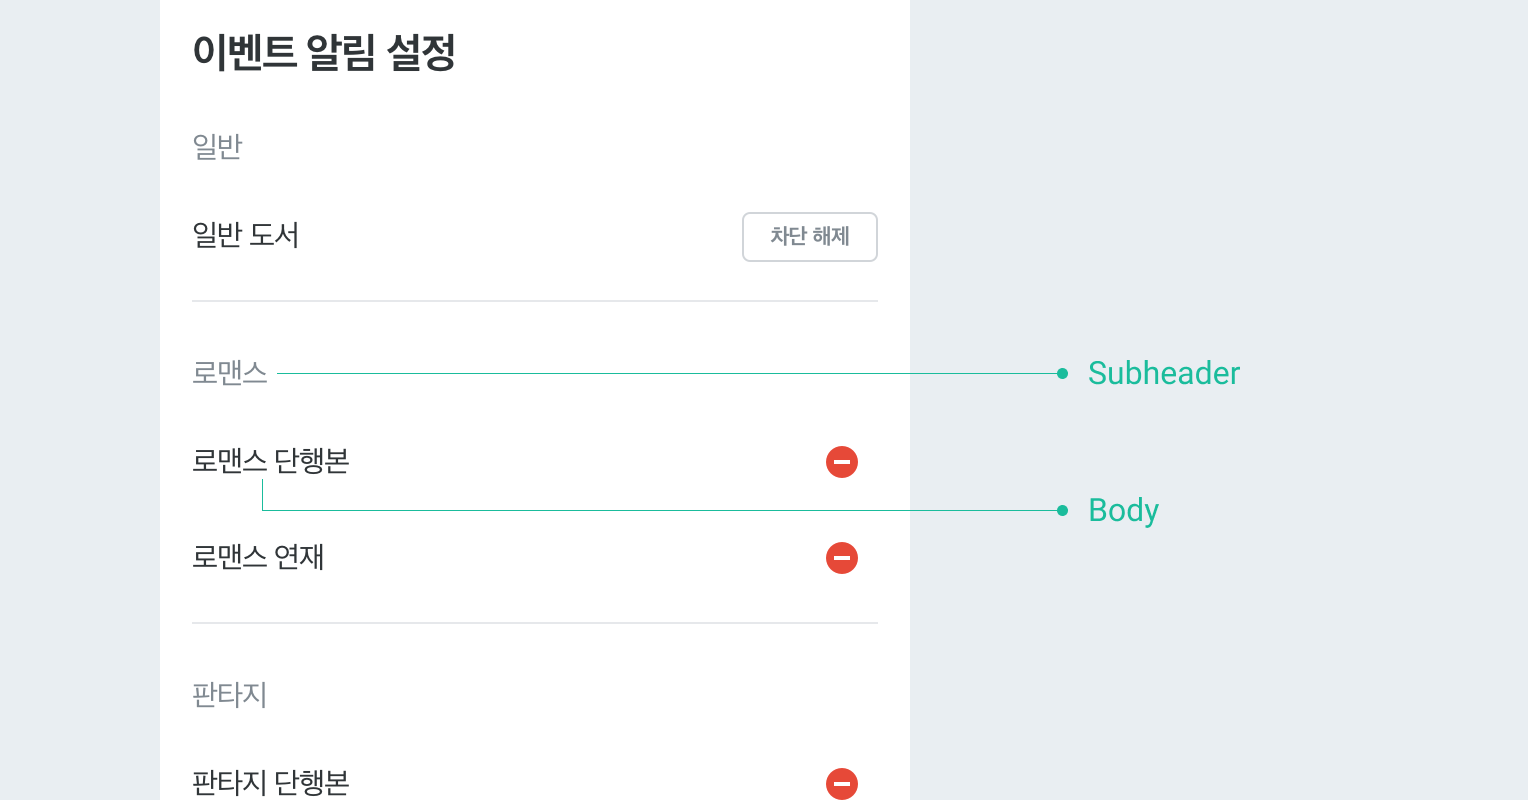 이벤트 알림 설정
일반
일반 도서
차단 해제
로맨스
Subheader
로맨스 단행본
Body
로맨스 연재
판타지
판타지 단행본